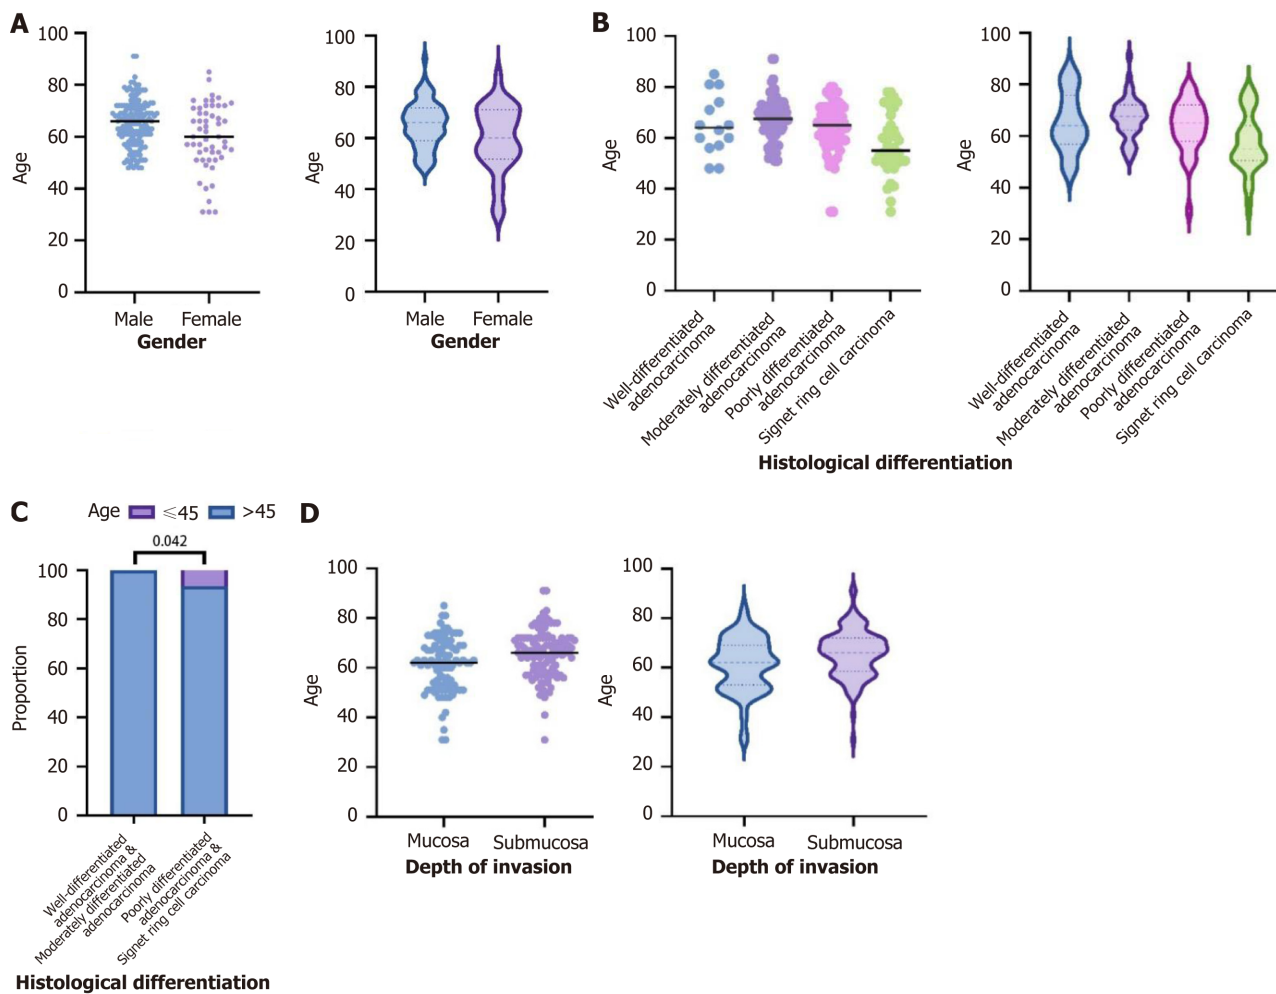 A
100
80
60
40
20
0
Age
Male
Female
Gender
100
80
60
40
20
0
Age
Male
Female
Gender
B
100
80
60
40
20
0
Age
Well-differentiated
adenocarcinoma
Moderately differentiated
adenocarcinoma
Poorly differentiated
adenocarcinoma
Signet ring cell carcinoma
100
80
60
40
20
0
Age
Well-differentiated
adenocarcinoma
Moderately differentiated
adenocarcinoma
Poorly differentiated
adenocarcinoma
Signet ring cell carcinoma
Histological differentiation
C
Age ≤45 >45
0.042
100
80
60
40
20
0
Proportion
Well-differentiated
adenocarcinoma &
Moderately differentiated
adenocarcinoma
Poorly differentiated
adenocarcinoma &
Signet ring cell carcinoma
Histological differentiation
D
100
80
60
40
20
0
Age
Mucosa
Submucosa
Depth of invasion
100
80
60
40
20
0
Age
Mucosa
Submucosa
Depth of invasion